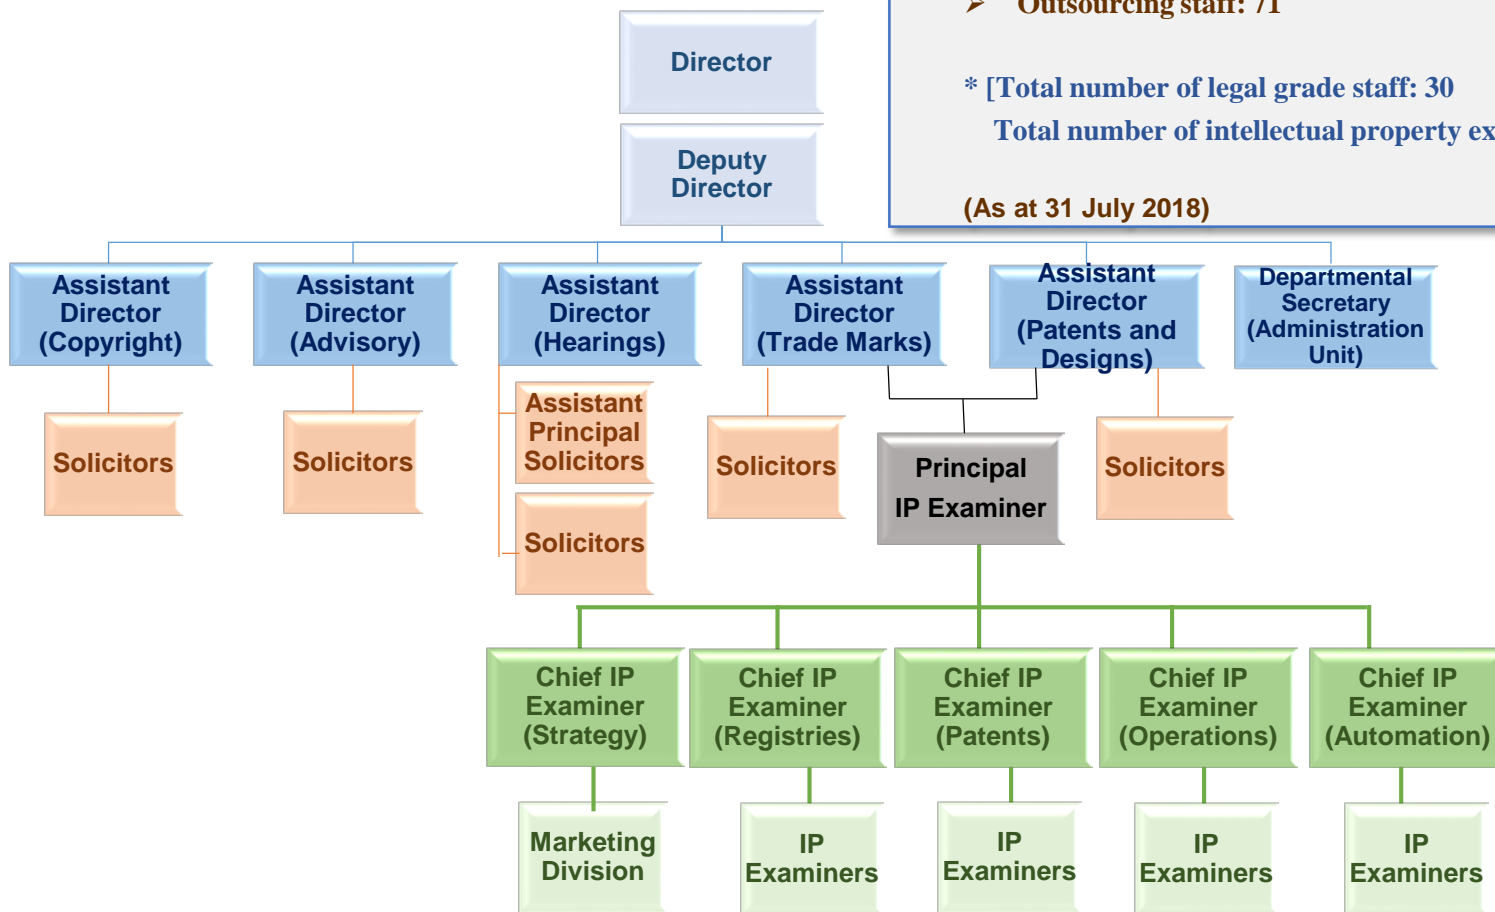 ➢ Outsourcing staff: 71
* [Total number of legal grade staff: 30
Total number of intellectual property
(As at 31 July 2018)
Director
Deputy
Director
Assistant
Director
(Copyright)
Assistant
Director
(Advisory)
Assistant
Director
(Hearings)
Assistant
Director
(Trade Marks)
Assistant
Director
(Patents and
Designs)
Departmental
Secretary
(Administration
Unit)
Solicitors
Solicitors
Assistant
Principal
Solicitors
Solicitors
Solicitors
Principal
IP Examiner
Solicitors
Chief IP
Examiner
(Strategy)
Chief IP
Examiner
(Registries)
Chief IP
Examiner
(Patents)
Chief IP
Examiner
(Operations)
Chief IP
Examiner
(Automation)
Marketing
Division
IP
Examiners
IP
Examiners
IP
Examiners
IP
Examiners